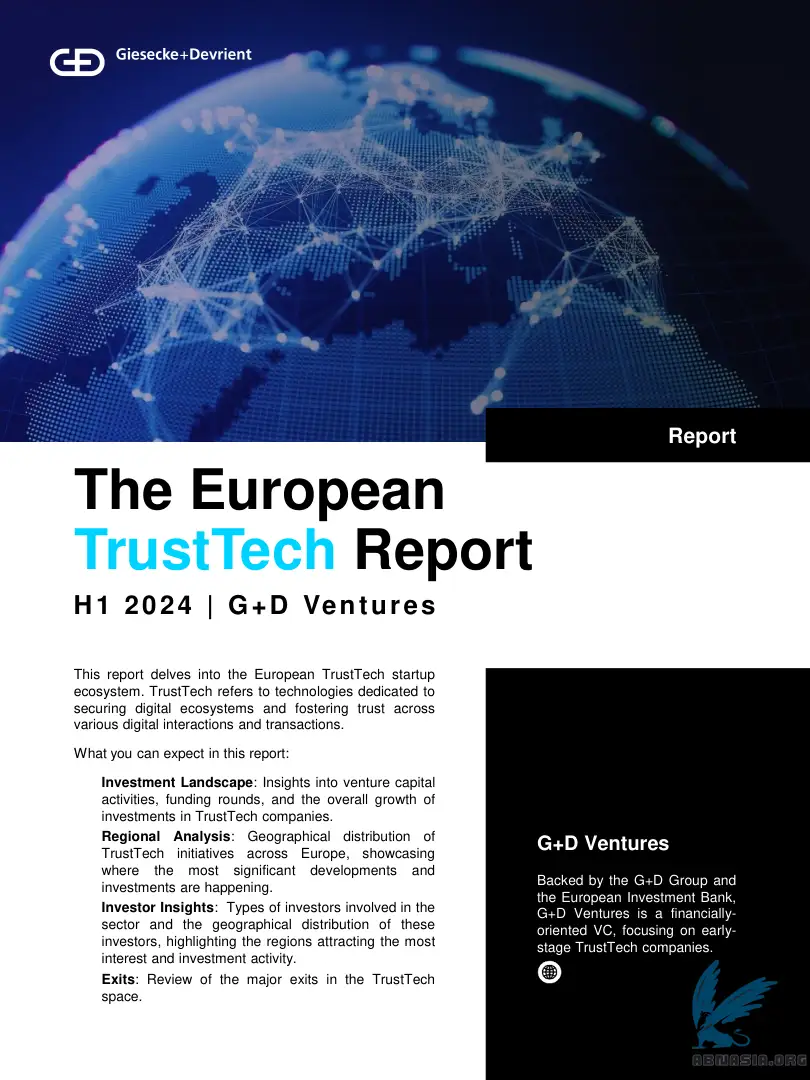 Giesecke+Devrient
Report
The European
TrustTech Report
H1 2024 | G+D Ventures
This report delves into the European TrustTech startup
ecosystem. TrustTech refers to technologies dedicated to
securing digital ecosystems and fostering trust across
various digital interactions and transactions.
What you can expect in this report:
Investment Landscape: Insights into venture capital
activities, funding rounds, and the overall growth of
investments in TrustTech companies.
Regional Analysis: Geographical distribution of
TrustTech initiatives across Europe, showcasing
where the most significant developments and
investments are happening.
Investor Insights: Types of investors involved in the
sector and the geographical distribution of these
investors, highlighting the regions attracting the most
interest and investment activity.
Exits: Review of the major exits in the TrustTech
space.
G+D Ventures
Backed by the G+D Group and
the European Investment Bank,
G+D Ventures is a financially-
oriented VC, focusing on early-
stage TrustTech companies.
ABNASIA.ORG